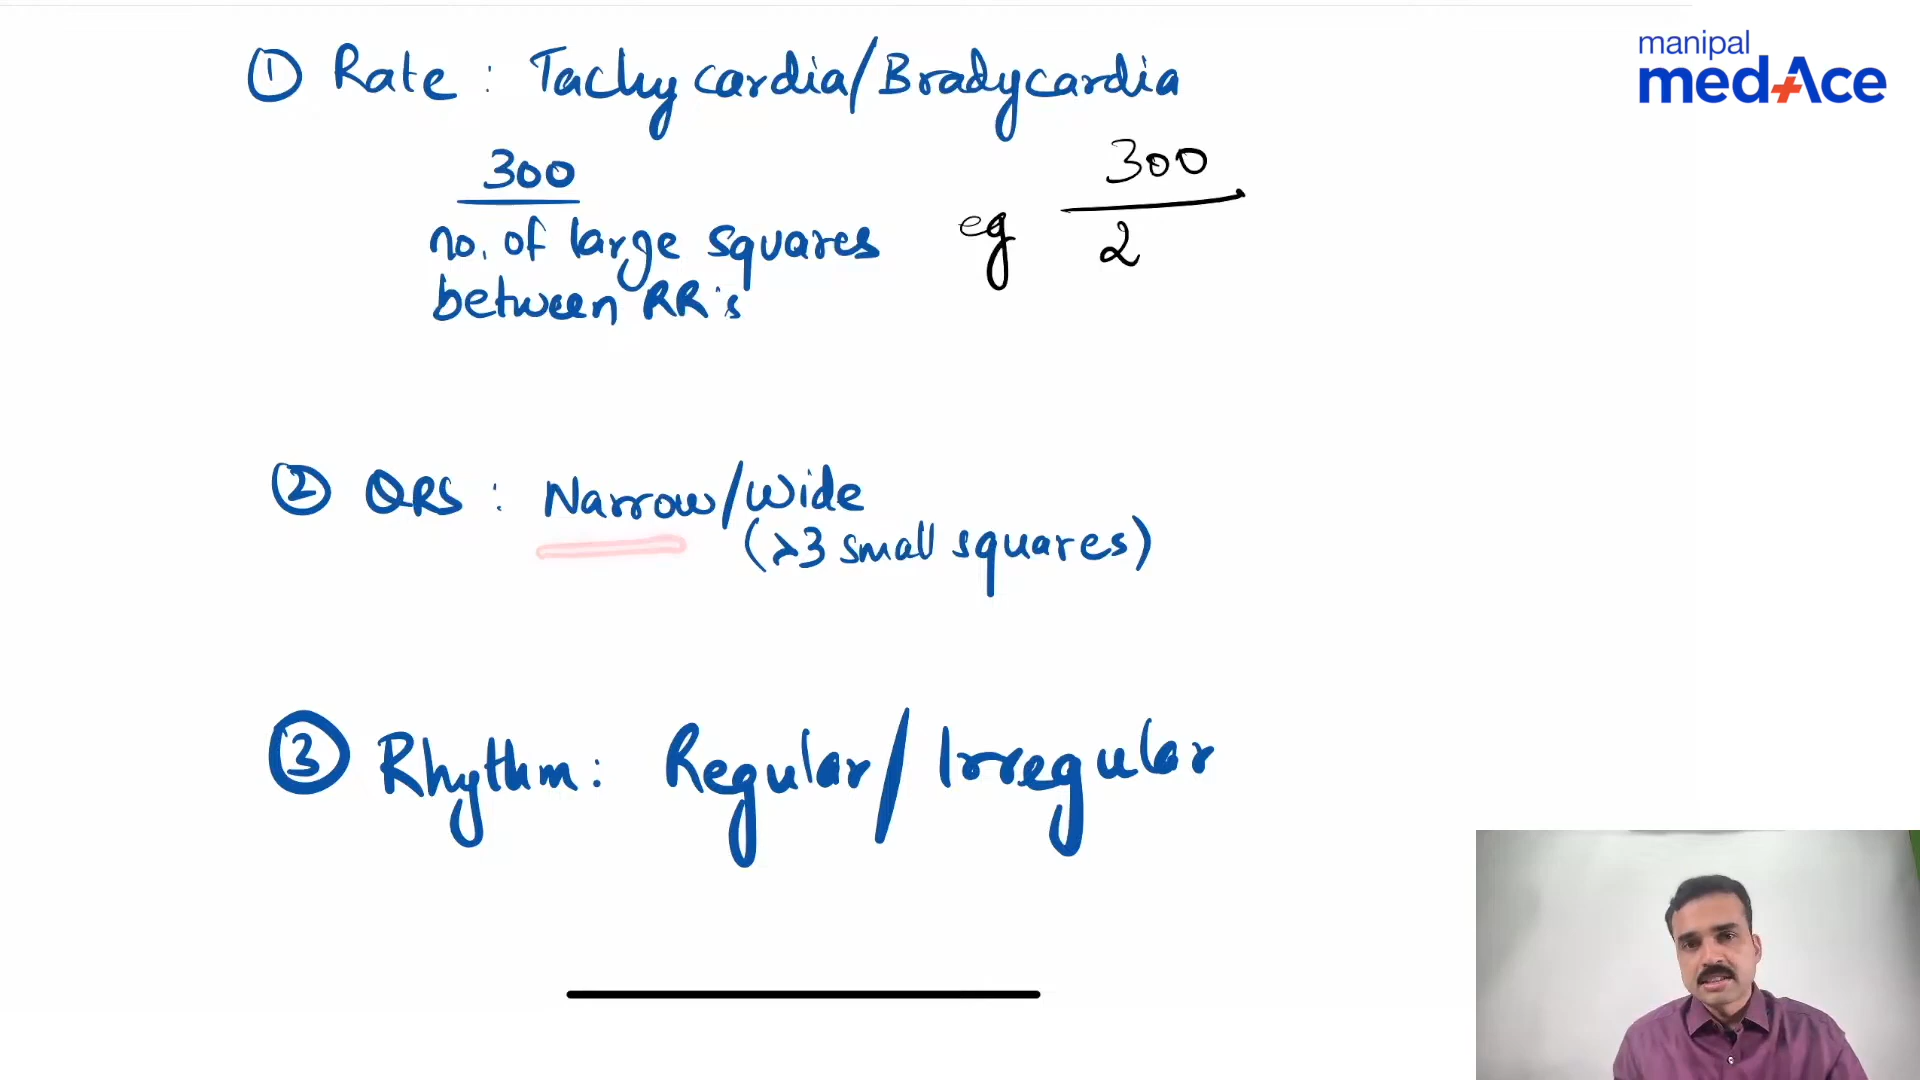 manipal
medAce
① Rate : Tachycardia/Bradycardia
300
no. of large squares
between RR's
eg 300
2
② QRS : Narrow/Wide
(>3 small squares)
③ Rhythm: Regular/Irregular